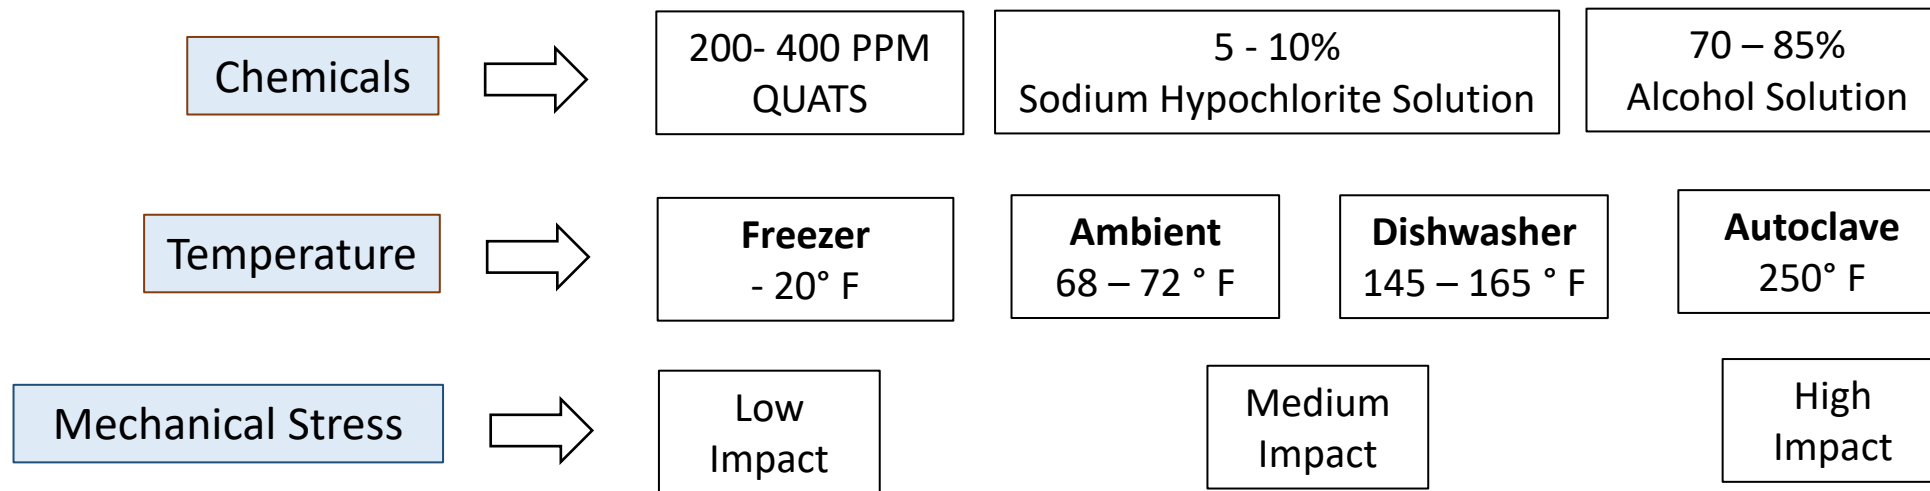 Chemicals
200- 400 PPM
QUATS
5 - 10%
Sodium Hypochlorite Solution
70 – 85%
Alcohol Solution
Temperature
Freezer
- 20° F
Ambient
68 – 72 ° F
Dishwasher
145 – 165 ° F
Autoclave
250° F
Mechanical Stress
Low
Impact
Medium
Impact
High
Impact